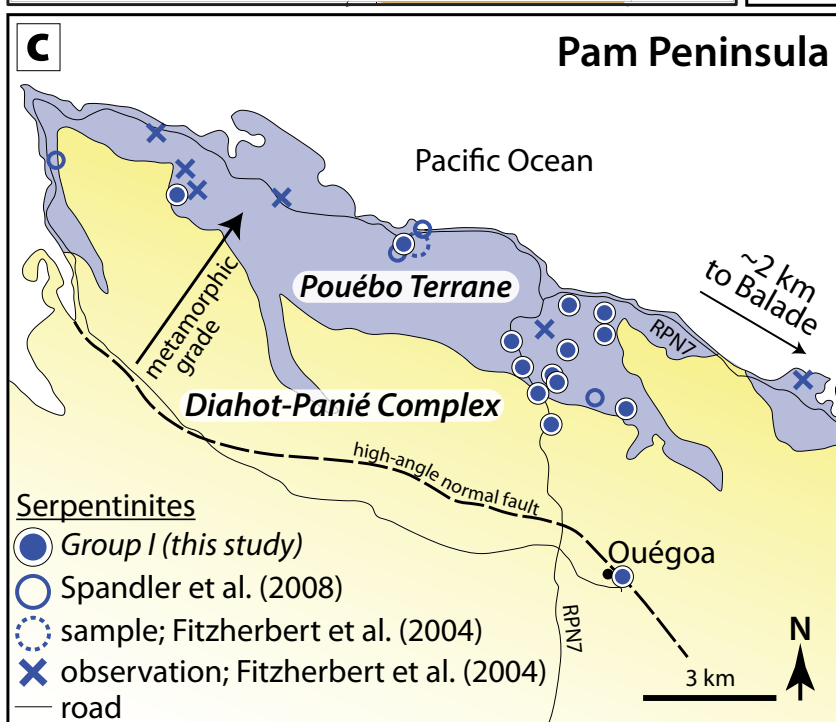 C
Pam Peninsula
Pacific Ocean
~2 km
to Balade
Pouébo Terrane
RPN7
metamorphic
grade
Diahot-Panié Complex
high-angle normal fault
Serpentinites
Group I (this study)
Ouégoa
Spandler et al. (2008)
sample; Fitzherbert et al. (2004)
RPN7
N
observation; Fitzherbert et al. (2004)
3 km
road